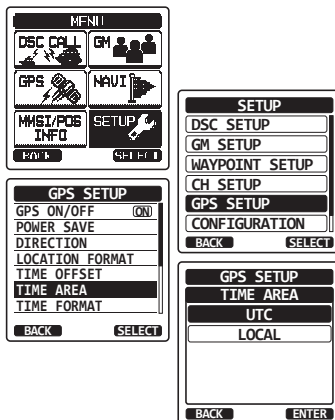 MENU
DSC CALL GM
GPS NAVI
MMSI/POS INFO SETUP
BACK SELECT
SETUP
DSC SETUP
GM SETUP
WAYPOINT SETUP
CH SETUP
GPS SETUP
CONFIGURATION
BACK SELECT
GPS SETUP
GPS ON/OFF ON
POWER SAVE
DIRECTION
LOCATION FORMAT
TIME OFFSET
TIME AREA
TIME FORMAT
BACK SELECT
GPS SETUP
TIME AREA
UTC
LOCAL
BACK ENTER